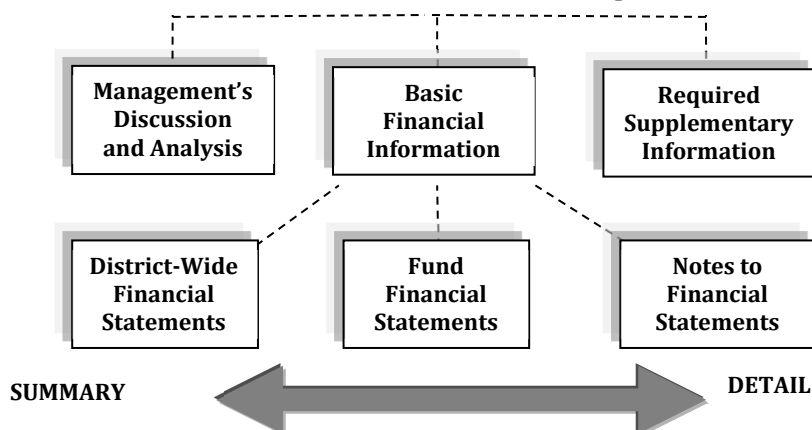 Management’s
Discussion
and Analysis
Basic
Financial
Information
Required
Supplementary
Information
District-Wide
Financial
Statements
Fund
Financial
Statements
Notes to
Financial
Statements
SUMMARY
DETAIL